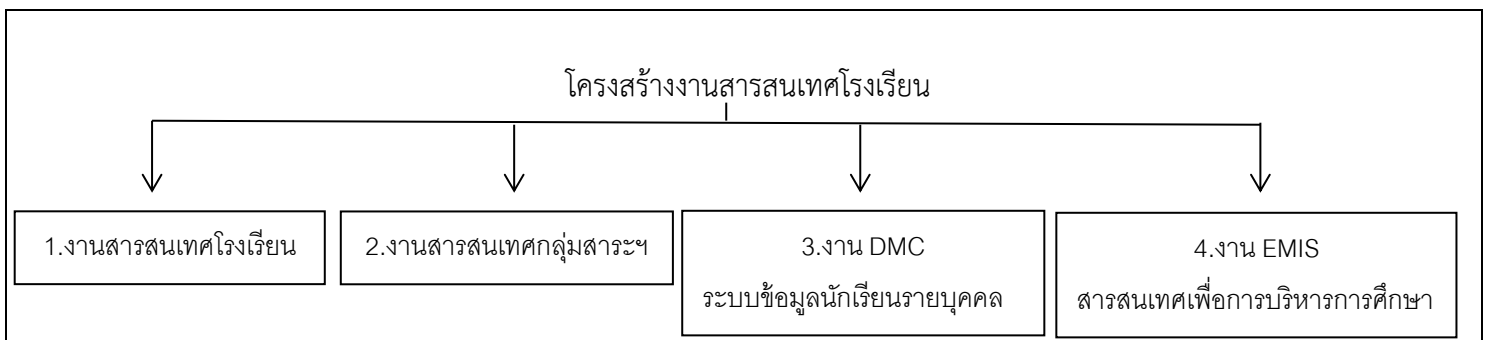 โครงสร้างงานสารสนเทศโรงเรียน
1.งานสารสนเทศโรงเรียน
2.งานสารสนเทศกลุ่มสาระฯ
3.งาน DMC
ระบบข้อมูลนักเรียนรายบุคคล
4.งาน EMIS
สารสนเทศเพื่อการบริหารการศึกษา